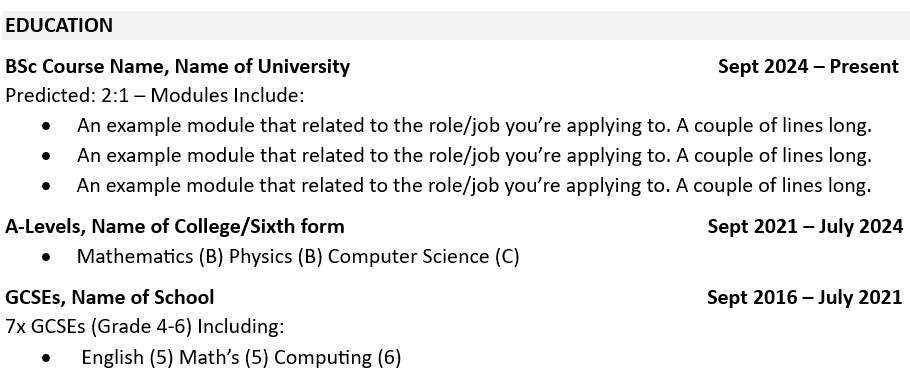 EDUCATION
BSc Course Name, Name of University Sept 2024 – Present
Predicted: 2:1 – Modules Include:
• An example module that related to the role/job you’re applying to. A couple of lines long.
• An example module that related to the role/job you’re applying to. A couple of lines long.
• An example module that related to the role/job you’re applying to. A couple of lines long.
A-Levels, Name of College/Sixth form Sept 2021 – July 2024
• Mathematics (B) Physics (B) Computer Science (C)
GCSEs, Name of School Sept 2016 – July 2021
7x GCSEs (Grade 4-6) Including:
• English (5) Math’s (5) Computing (6)